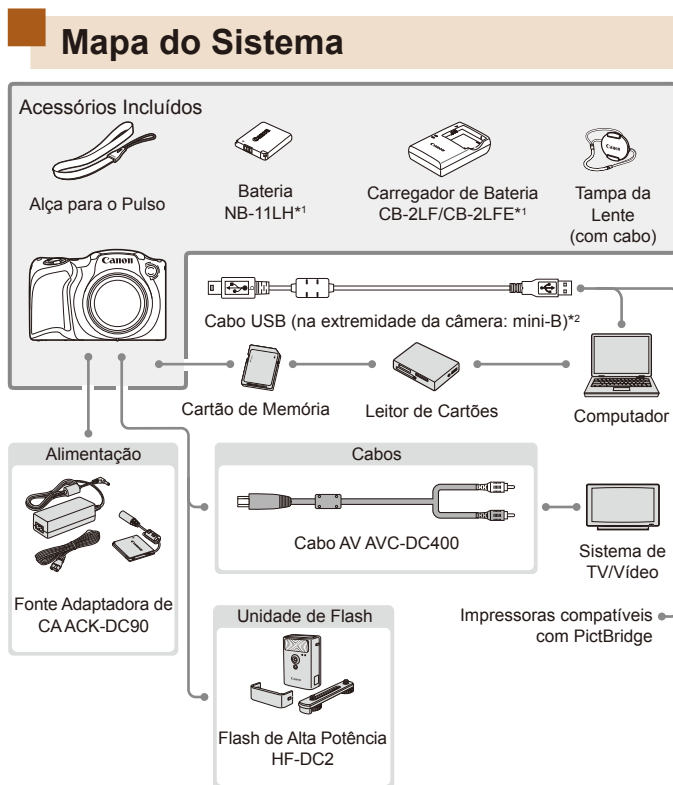 Mapa do Sistema
Acessórios Incluídos
Alça para o Pulso
Bateria
NB-11LH*1
Carregador de Bateria
CB-2LF/CB-2LFE*1
Tampa da
Lente
(com cabo)
Canon
Cabo USB (na extremidade da câmera: mini-B)*2
Cartão de Memória
Leitor de Cartões
Computador
Alimentação
Fonte Adaptadora de
CA ACK-DC90
Cabos
Cabo AV AVC-DC400
Sistema de
TV/Vídeo
Unidade de Flash
Flash de Alta Potência
HF-DC2
Impressoras compatíveis
com PictBridge